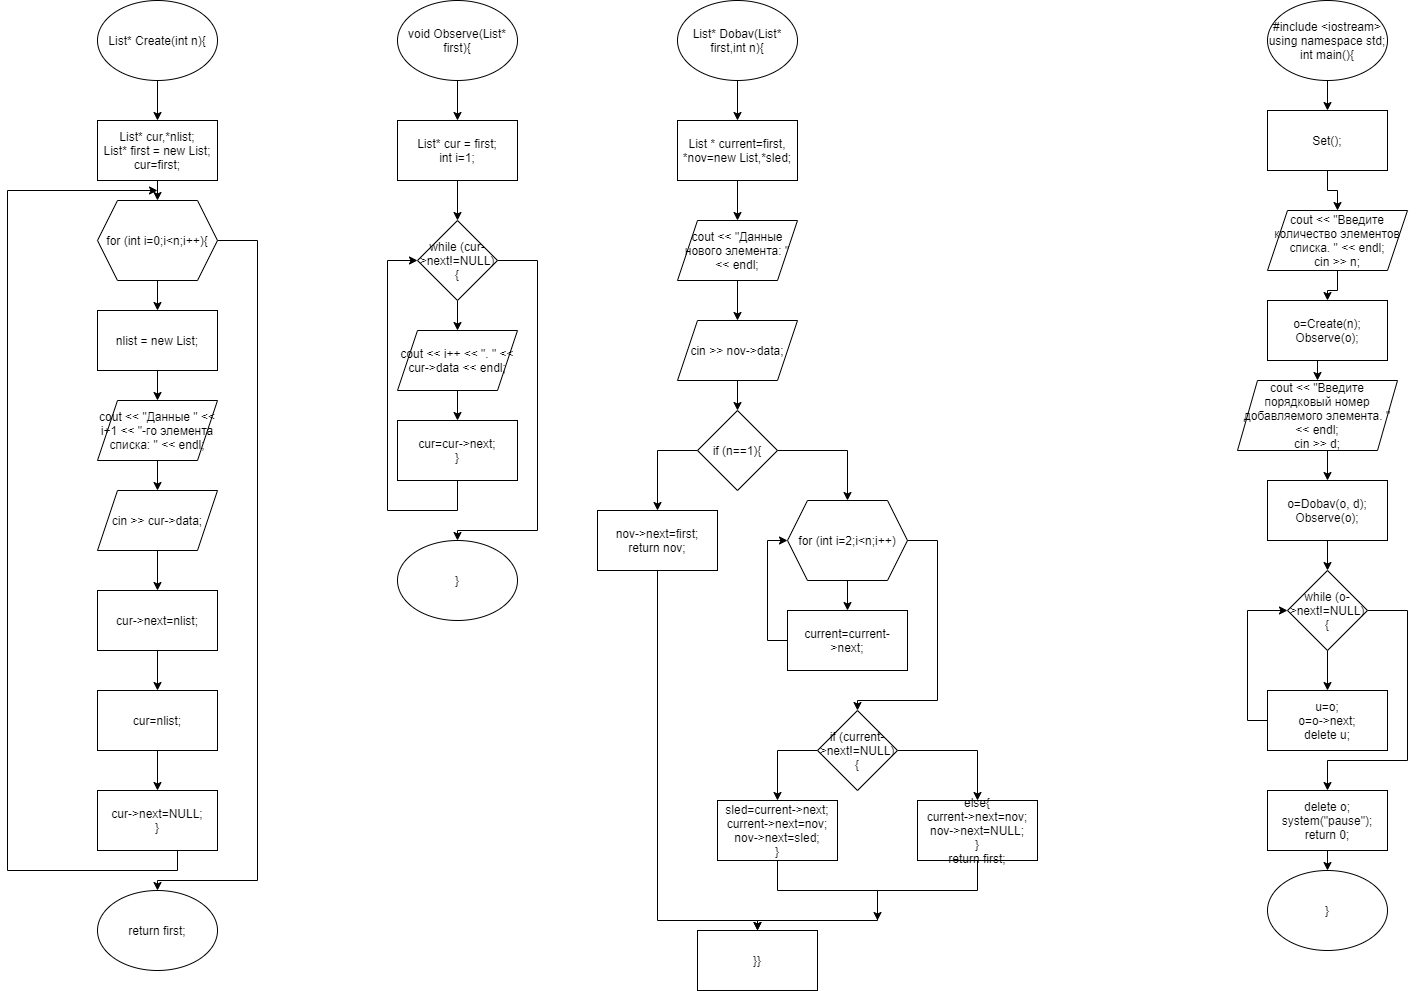 List* Create(int n){
List* cur,*nlist;
List* first = new List;
cur=first;
for (int i=0;i<n;i++){
nlist = new List;
cout << "Данные " <<
i+1 << "-го элемента
списка: " << endl;
cin >> cur->data;
cur->next=nlist;
cur=nlist;
cur->next=NULL;
}
return first;
void Observe(List*
first){
List* cur = first;
int i=1;
while (cur-
>next!=NULL)
{
cout << i++ << ". " <<
cur->data << endl;
cur=cur->next;
}
}
List* Dobav(List*
first,int n){
List * current=first,
*nov=new List,*sled;
cout << "Данные
нового элемента: "
<< endl;
cin >> nov->data;
if (n==1){
nov->next=first;
return nov;
for (int i=2;i<n;i++)
current=current-
>next;
if (current-
>next!=NULL)
{
sled=current->next;
current->next=nov;
nov->next=sled;
}
else{
current->next=nov;
nov->next=NULL;
}
return first;
}}
#include <iostream>
using namespace std;
int main(){
Set();
cout << "Введите
количество элементов
списка. " << endl;
cin >> n;
o=Create(n);
Observe(o);
cout << "Введите
порядковый номер
добавляемого элемента. "
<< endl;
cin >> d;
o=Dobav(o, d);
Observe(o);
while (o-
>next!=NULL)
{
u=o;
o=o->next;
delete u;
delete o;
system("pause");
return 0;
}